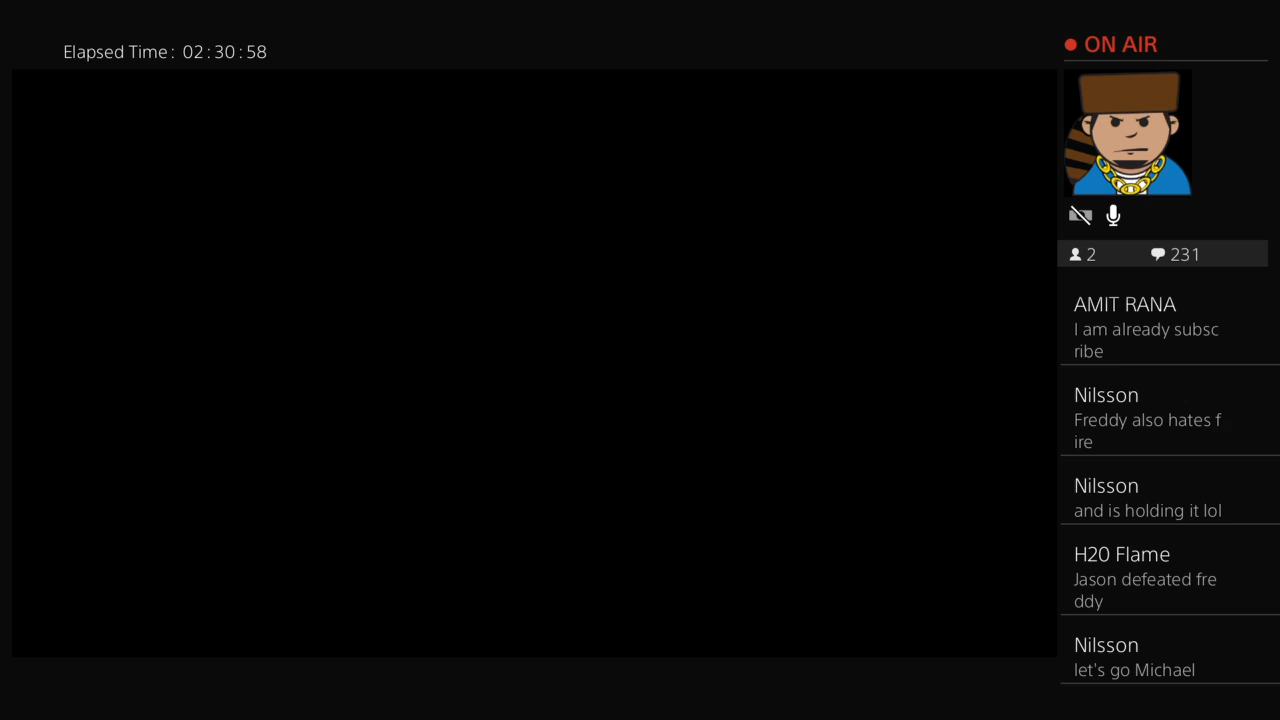 Elapsed Time: 02:30:58
ON AIR
2 231
AMIT RANA
I am already subsc
ribe
Nilsson
Freddy also hates f
ire
Nilsson
and is holding it lol
H20 Flame
Jason defeated fre
ddy
Nilsson
let's go Michael